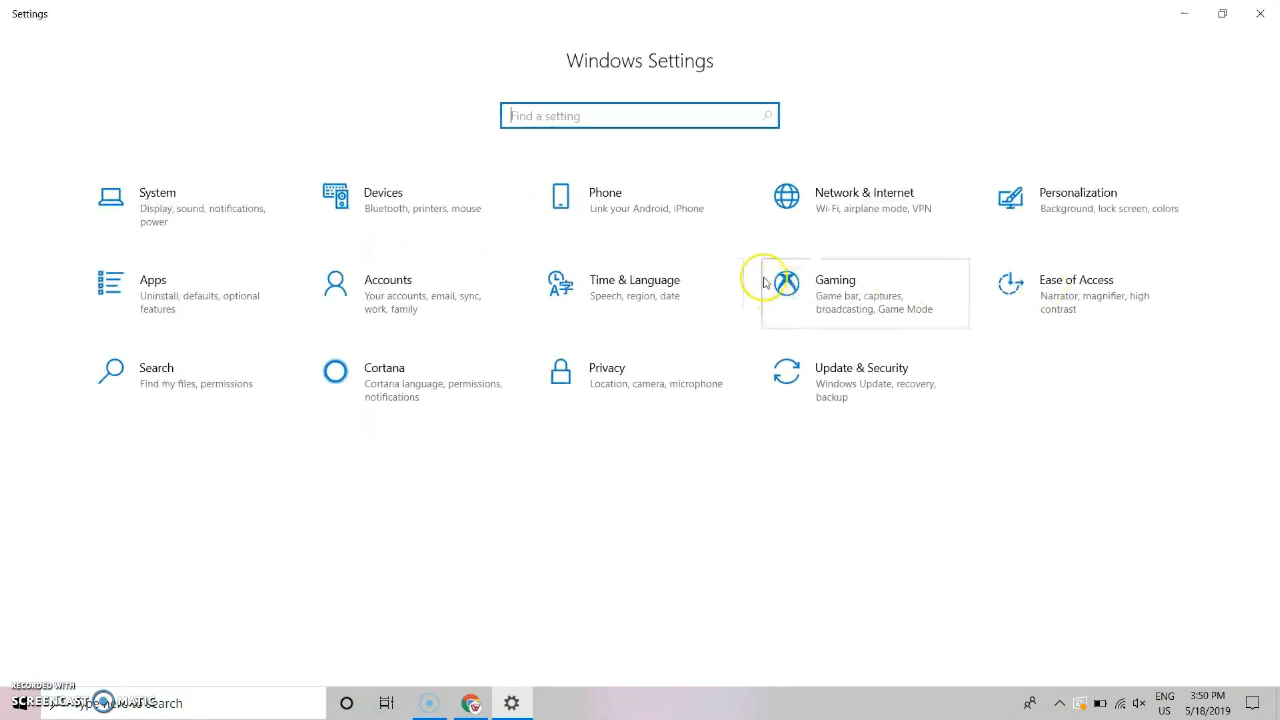 Settings
Windows Settings
Find a setting
System
Display, sound, notifications,
power
Devices
Bluetooth, printers, mouse
Phone
Link your Android, iPhone
Network & Internet
Wi-Fi, airplane mode, VPN
Personalization
Background, lock screen, colors
Apps
Uninstall, defaults, optional
features
Accounts
Your accounts, email, sync,
work, family
Time & Language
Speech, region, date
Gaming
Game bar, captures,
broadcasting, Game Mode
Ease of Access
Narrator, magnifier, high
contrast
Search
Find my files, permissions
Cortana
Cortana language, permissions,
notifications
Privacy
Location, camera, microphone
Update & Security
Windows Update, recovery,
backup
RECORDED WITH
SCREENCAST MATIC
search
ENG
US
3:50 PM
5/18/2019